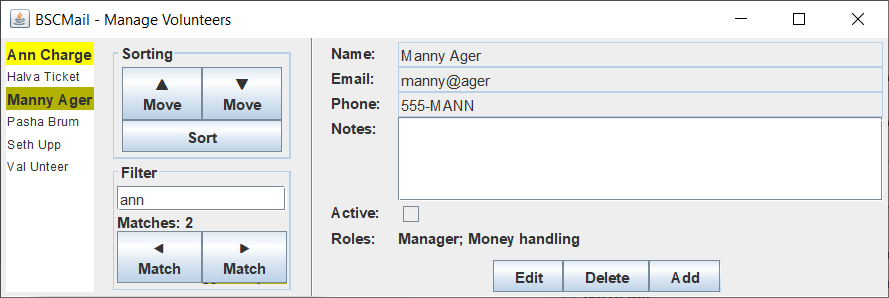 BSCMail - Manage Volunteers
Ann Charge
Halva Ticket
Manny Ager
Pasha Brum
Seth Upp
Val Unteer
Sorting
▲ ▼
Move Move
Sort
Filter
ann
Matches: 2
◄ ►
Match Match
Name: Manny Ager
Email: manny@ager
Phone: 555-MANN
Notes:
Active:
Roles: Manager; Money handling
Edit Delete Add